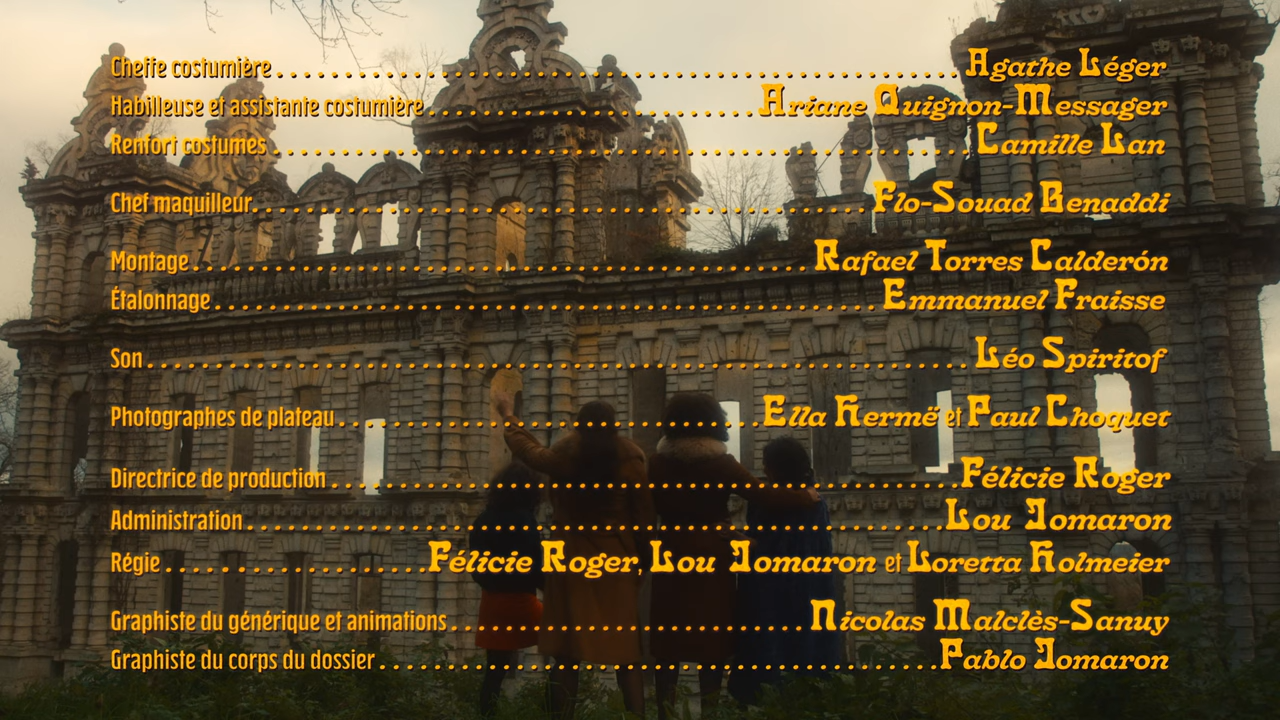 Cheffe costumière........................................................Agathe Léger
Habilleuse et assistante costumière...........................Ariane Quignon-Messager
Renfort costumes........................................................Camille Lan
Chef maquilleur..................................................Flo-Souad Benaddi
Montage..................................................Rafael Torres Calderón
Étalonnage......................................................Emmanuel Fraisse
Son..................................................................Léo Spiritof
Photographes de plateau..................................Ella Hermë et Paul Choquet
Directrice de production...................................................Félicie Roger
Administration........................................................Lou Jomaron
Régie.....................Félicie Roger, Lou Jomaron et Loretta Holmeier
Graphiste du générique et animations............................Nicolas Malclès-Sanuy
Graphiste du corps du dossier.............................................Pablo Jomaron